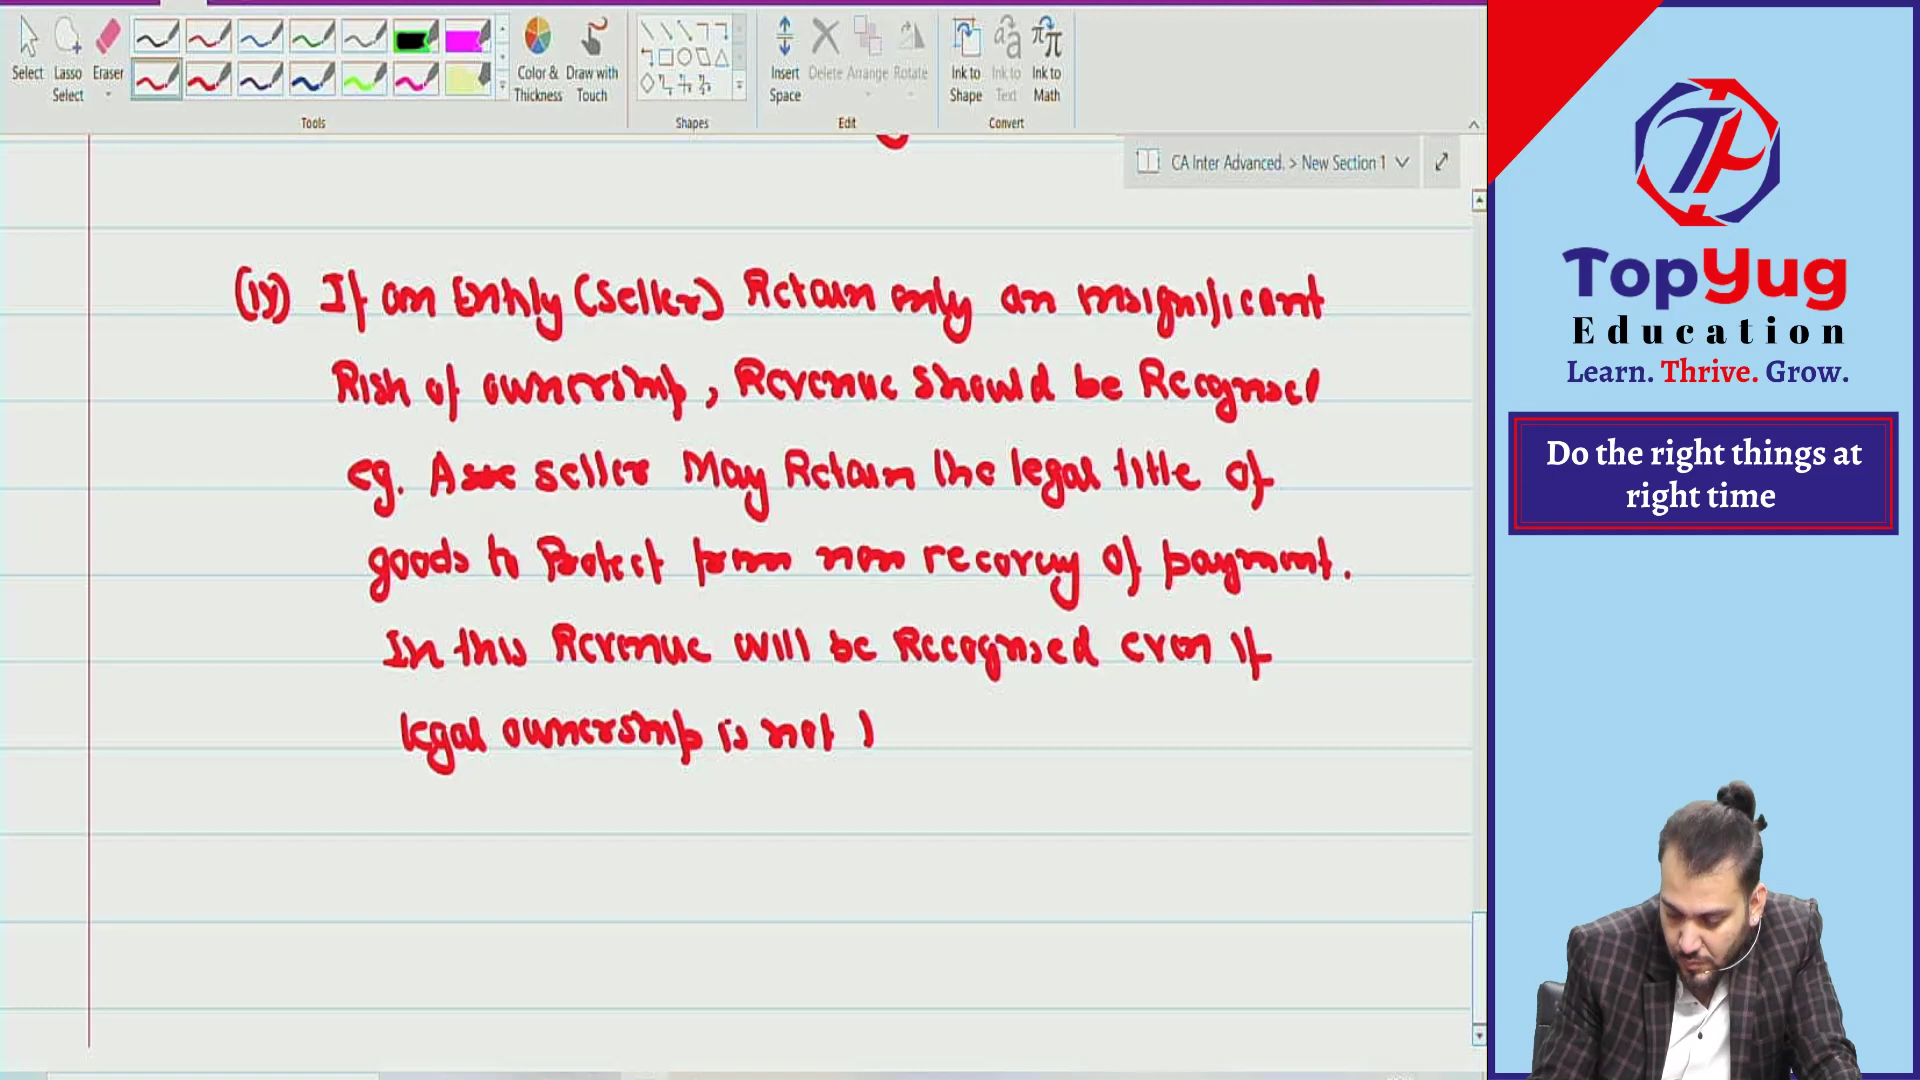 Select
Lasso Select
Eraser
Color & Thickness
Draw with Touch
Insert Space
Delete
Arrange
Rotate
Ink to Shape
Ink to Text
Ink to Math
Tools
Shapes
Edit
Convert
CA Inter Advanced. > New Section 1
(iv) If an Entity (Seller) Retain only an insignificant
Risk of ownership, Revenue should be Recognised
eg. A seller May Retain the legal title of
goods to Protect from non recovery of payment.
In this Revenue will be Recognised even if
legal ownership is not
TopYug
Education
Learn. Thrive. Grow.
Do the right things at
right time